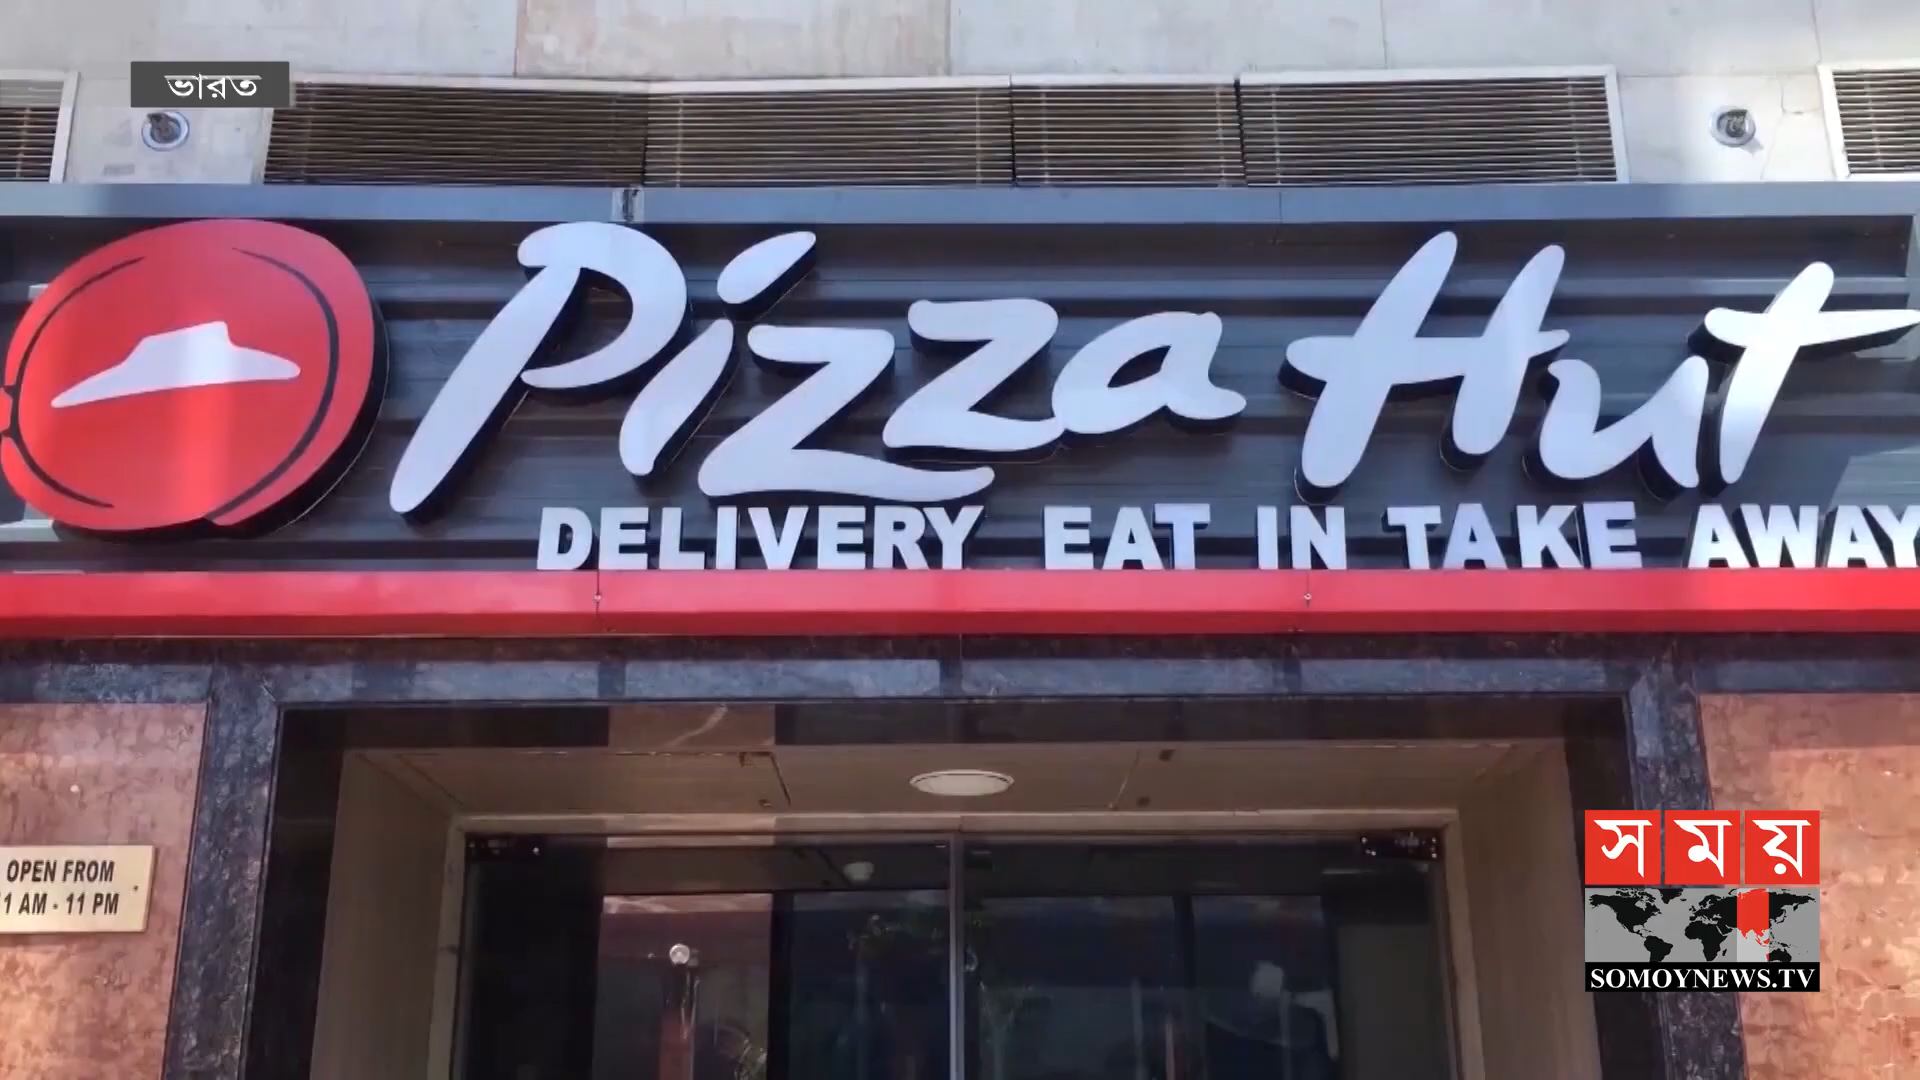 ভারত
Pizza Hut
DELIVERY EAT IN TAKE AWAY
OPEN FROM
1 AM - 11 PM
সময়
SOMOYNEWS.TV